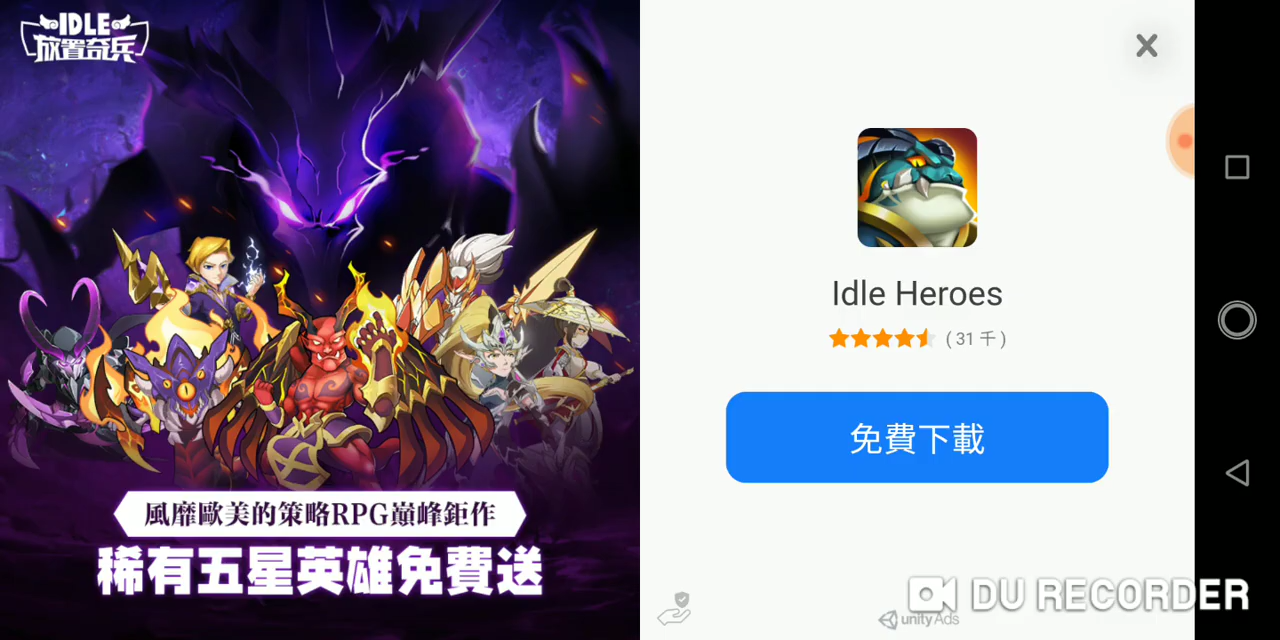 IDLE
放置奇兵
風靡歐美的策略RPG巔峰鉅作
稀有五星英雄免費送
Idle Heroes
(31 千)
免費下載
unityAds
DU RECORDER